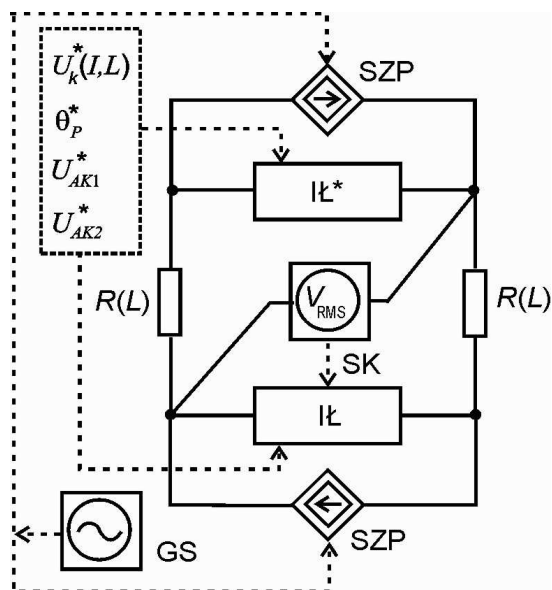 SZP
U*k(I,L)
θ*P
U*AK1
U*AK2
IŁ*
R(L)
VRMS
R(L)
SK
IŁ
GS
SZP